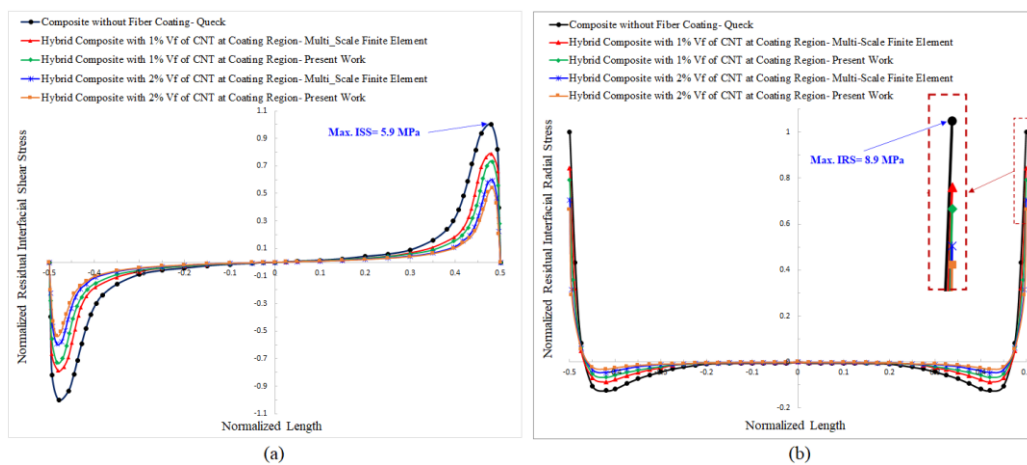 Composite without Fiber Coating- Queck
Hybrid Composite with 1% Vf of CNT at Coating Region- Multi_Scale Finite Element
Hybrid Composite with 1% Vf of CNT at Coating Region- Present Work
Hybrid Composite with 2% Vf of CNT at Coating Region- Multi-Scale Finite Element
Hybrid Composite with 2% Vf of CNT at Coating Region- Present Work
Normalized Residual Interfacial Shear Stress
1.1
0.9
0.7
0.5
0.3
0.1
-0.1
-0.3
-0.5
-0.7
-0.9
-1.1
-0.5
-0.4
-0.2
0
0.1
0.2
0.3
0.4
0.5
Max. ISS= 5.9 MPa
Normalized Length
(a)
Composite without Fiber Coating- Queck
Hybrid Composite with 1% Vf of CNT at Coating Region- Multi_Scale Finite Element
Hybrid Composite with 1% Vf of CNT at Coating Region- Present Work
Hybrid Composite with 2% Vf of CNT at Coating Region- Multi-Scale Finite Element
Hybrid Composite with 2% Vf of CNT at Coating Region- Present Work
Normalized Residual Interfacial Radial Stress
1
0.8
0.6
0.4
0.2
-0.2
-0.5
-0.4
-0.3
-0.2
-0.1
0
0.1
0.2
Max. IRS= 8.9 MPa
Normalized Length
(b)